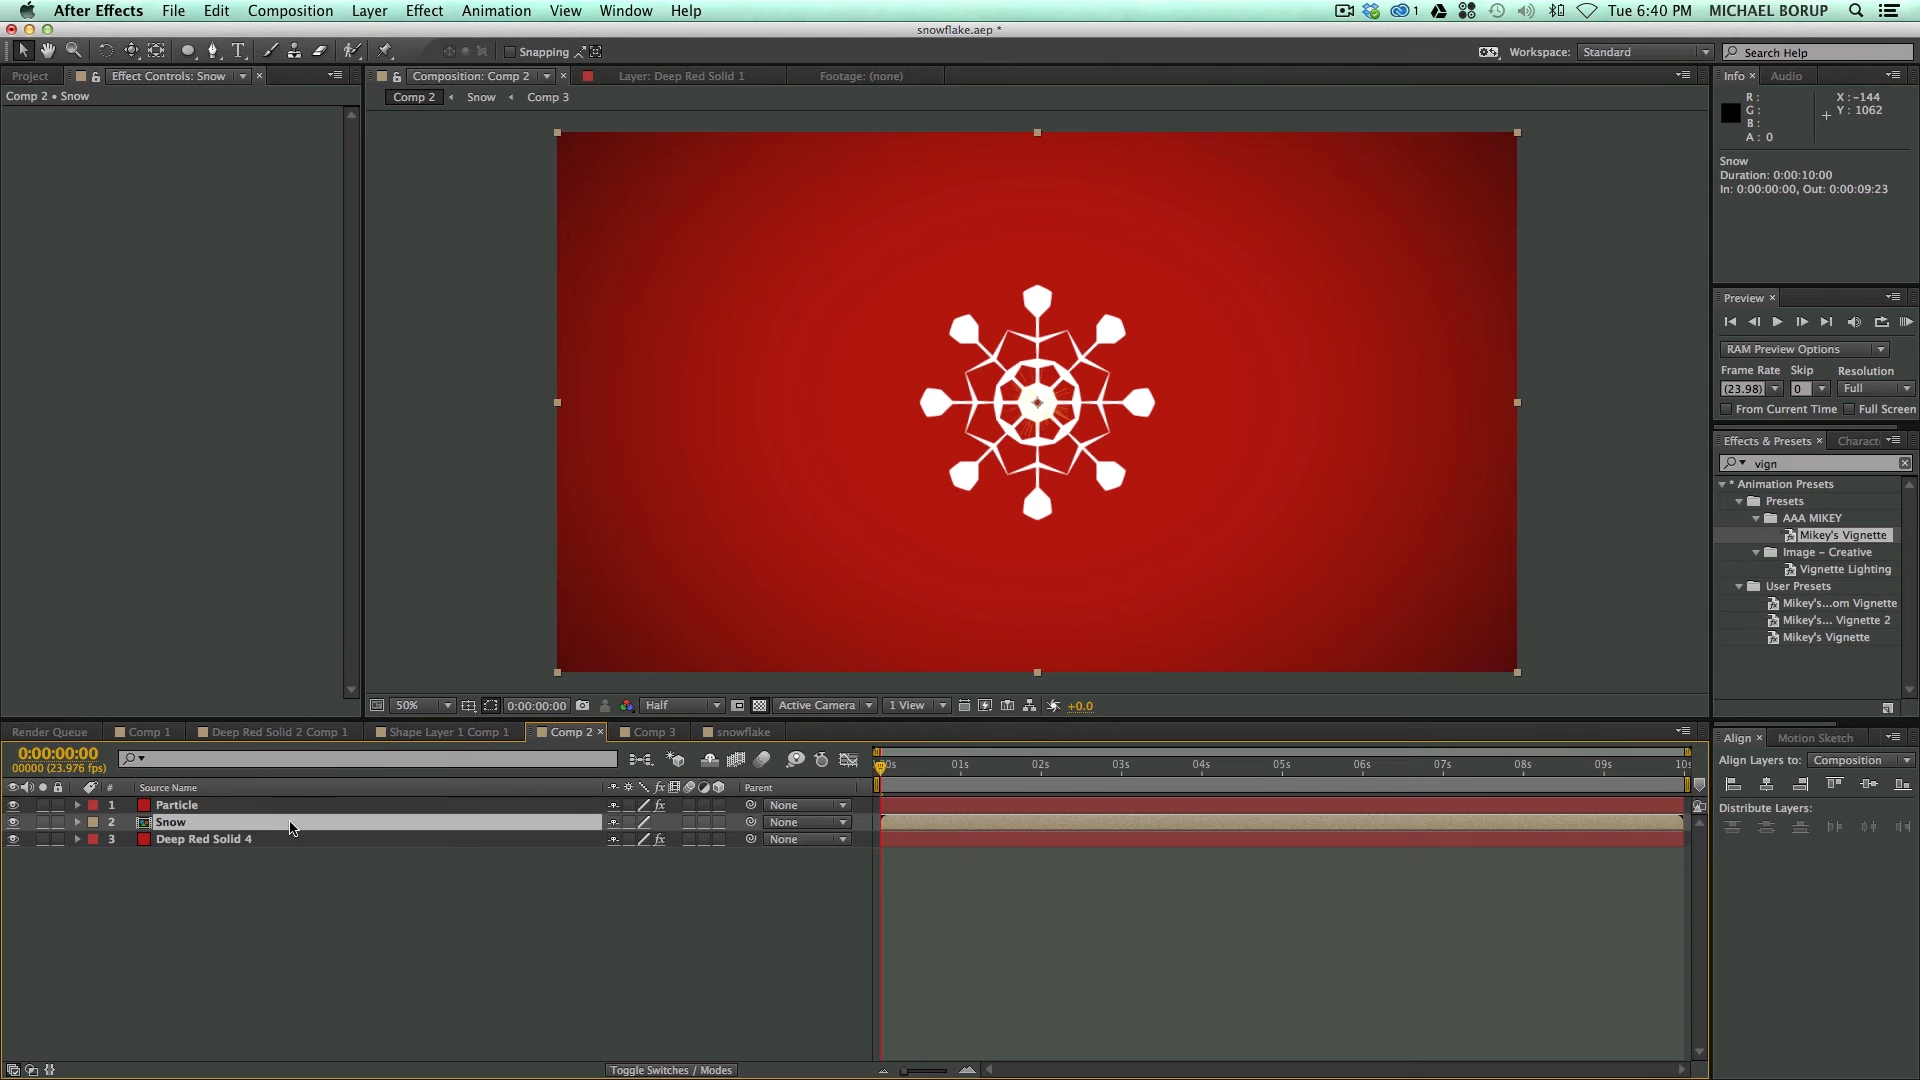 After Effects File Edit Composition Layer Effect Animation View Window Help
1 Tue 6:40 PM MICHAEL BORUP
snowflake.aep *
T Snapping Workspace: Standard Search Help
Project Effect Controls: Snow × Composition: Comp 2 × Layer: Deep Red Solid 1 Footage: (none) Info × Audio
Comp 2 • Snow
Comp 2 Snow Comp 3
R :
G :
B :
A : 0
X : -144
Y : 1062
Snow
Duration: 0:00:10:00
In: 0:00:00:00, Out: 0:00:09:23
Preview ×
RAM Preview Options
Frame Rate Skip Resolution
(23.98) 0 Full
From Current Time Full Screen
Effects & Presets × Charact
vign
* Animation Presets
Presets
AAA MIKEY
Mikey's Vignette
Image – Creative
Vignette Lighting
User Presets
Mikey's...om Vignette
Mikey's... Vignette 2
Mikey's Vignette
50% 0:00:00:00 Half Active Camera 1 View +0.0
Render Queue Comp 1 Deep Red Solid 2 Comp 1 Shape Layer 1 Comp 1 Comp 2 × Comp 3 snowflake
0:00:00:00
00000 (23.976 fps)
00s 01s 02s 03s 04s 05s 06s 07s 08s 09s 10s
# Source Name fx Parent
1 Particle fx None
2 Snow None
3 Deep Red Solid 4 fx None
Toggle Switches / Modes
Align × Motion Sketch
Align Layers to: Composition
Distribute Layers: